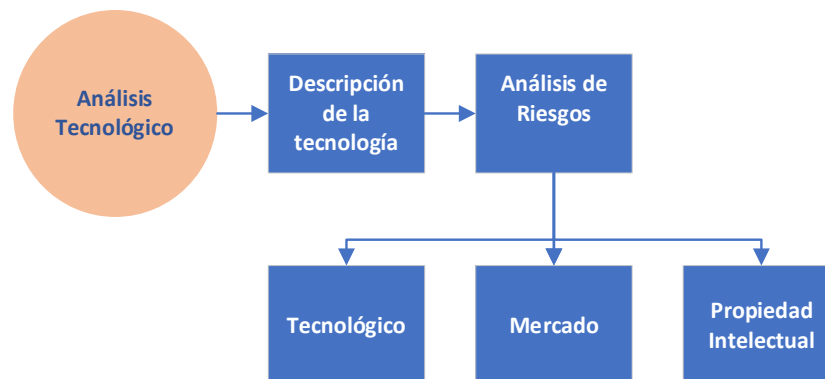 Análisis
Tecnológico
Descripción
de la
tecnología
Análisis de
Riesgos
Tecnológico
Mercado
Propiedad
Intelectual